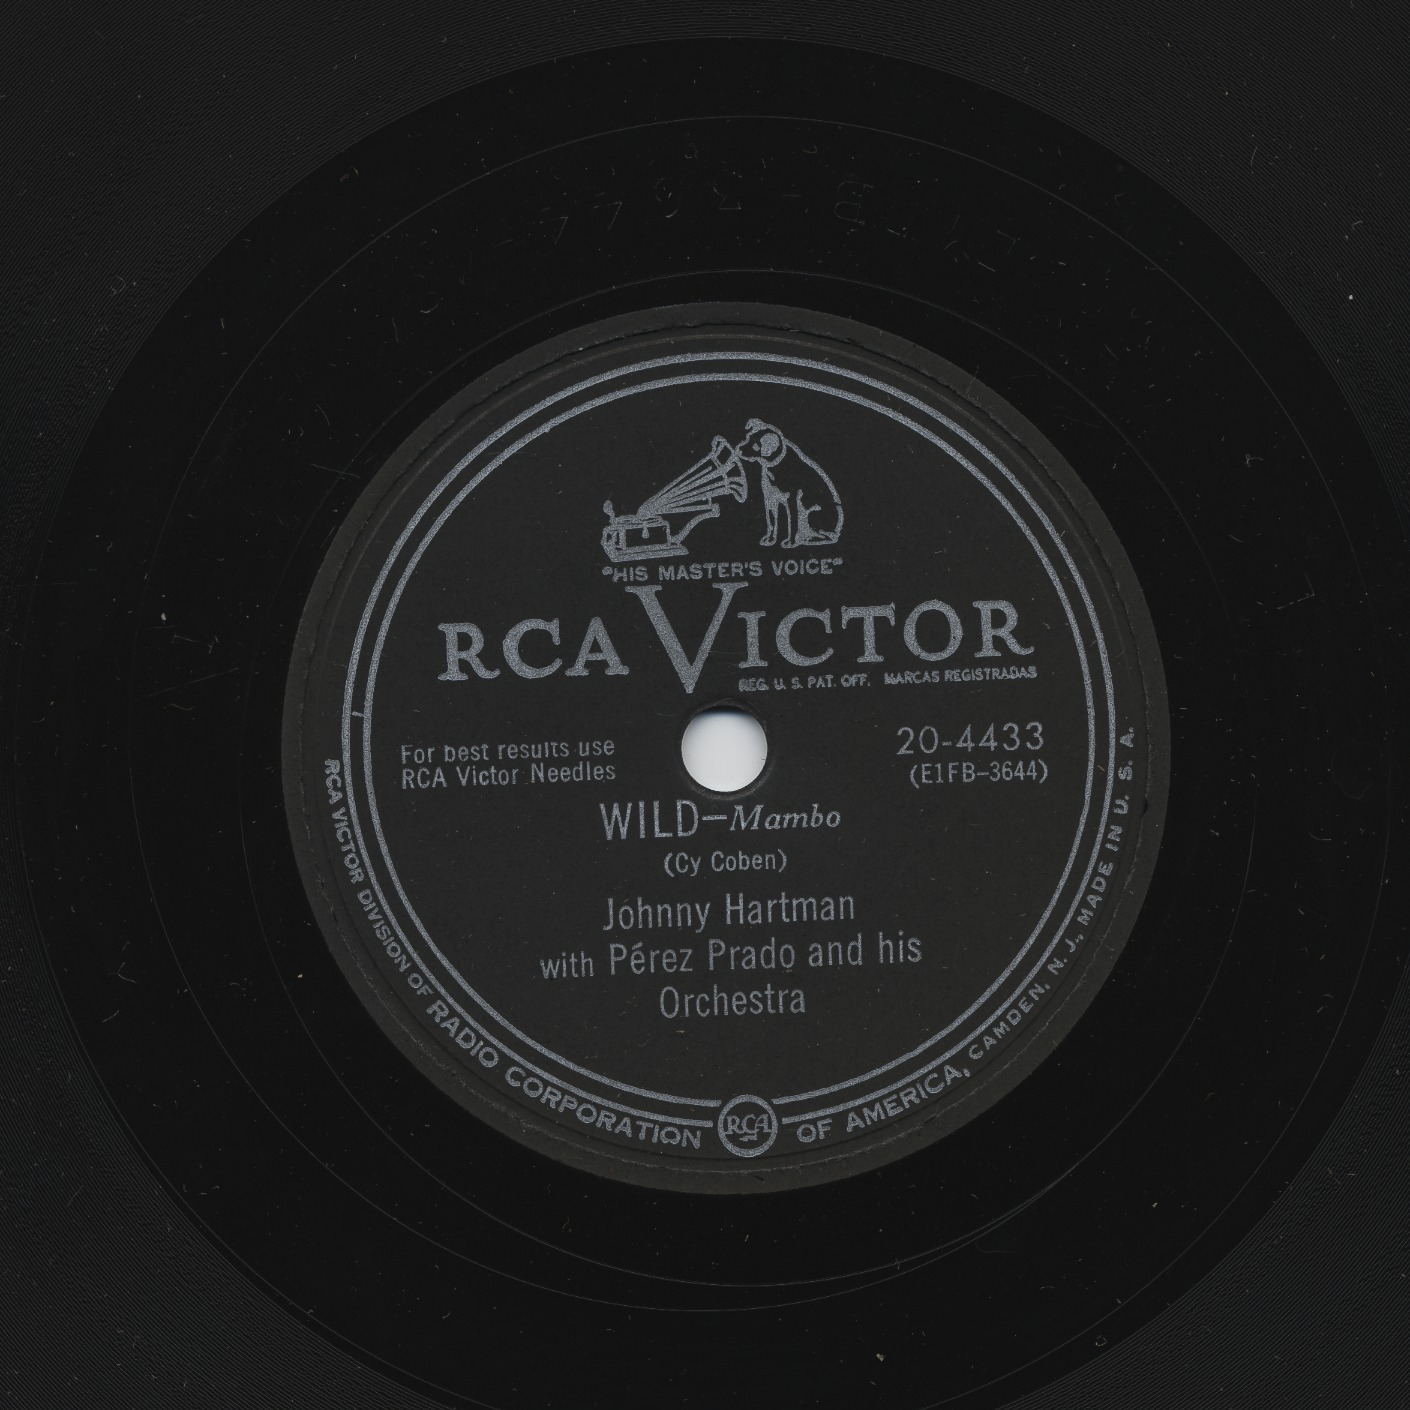 "HIS MASTER'S VOICE"
RCA VICTOR
REG. U. S. PAT. OFF. MARCAS REGISTRADAS
For best results use
RCA Victor Needles
20-4433
(E1FB-3644)
WILD—Mambo
(Cy Coben)
Johnny Hartman
with Pérez Prado and his
Orchestra
RCA VICTOR DIVISION OF RADIO CORPORATION OF AMERICA, CAMDEN, N. J., MADE IN U. S. A.
RCA